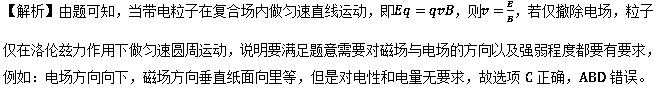 【解析】由题可知，当带电粒子在复合场内做匀速直线运动，即Eq = qvB，则v = E/B，若仅撤除电场，粒子
仅在洛伦兹力作用下做匀速圆周运动，说明要满足题意需要对磁场与电场的方向以及强弱程度都要有要求，
例如：电场方向向下，磁场方向垂直纸面向里等，但是对电性和电量无要求，故选项C正确，ABD错误。